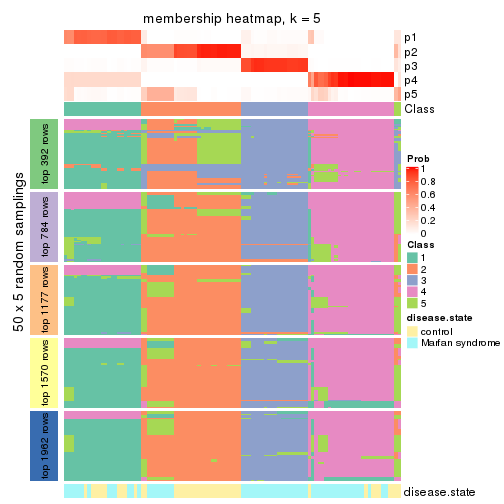 membership heatmap, k = 5
p1
p2
p3
p4
p5
Class
50 x 5 random samplings
top 392 rows
top 784 rows
top 1177 rows
top 1570 rows
top 1962 rows
disease.state
Prob
1
0.8
0.6
0.4
0.2
0
Class
1
2
3
4
5
disease.state
control
Marfan syndrome